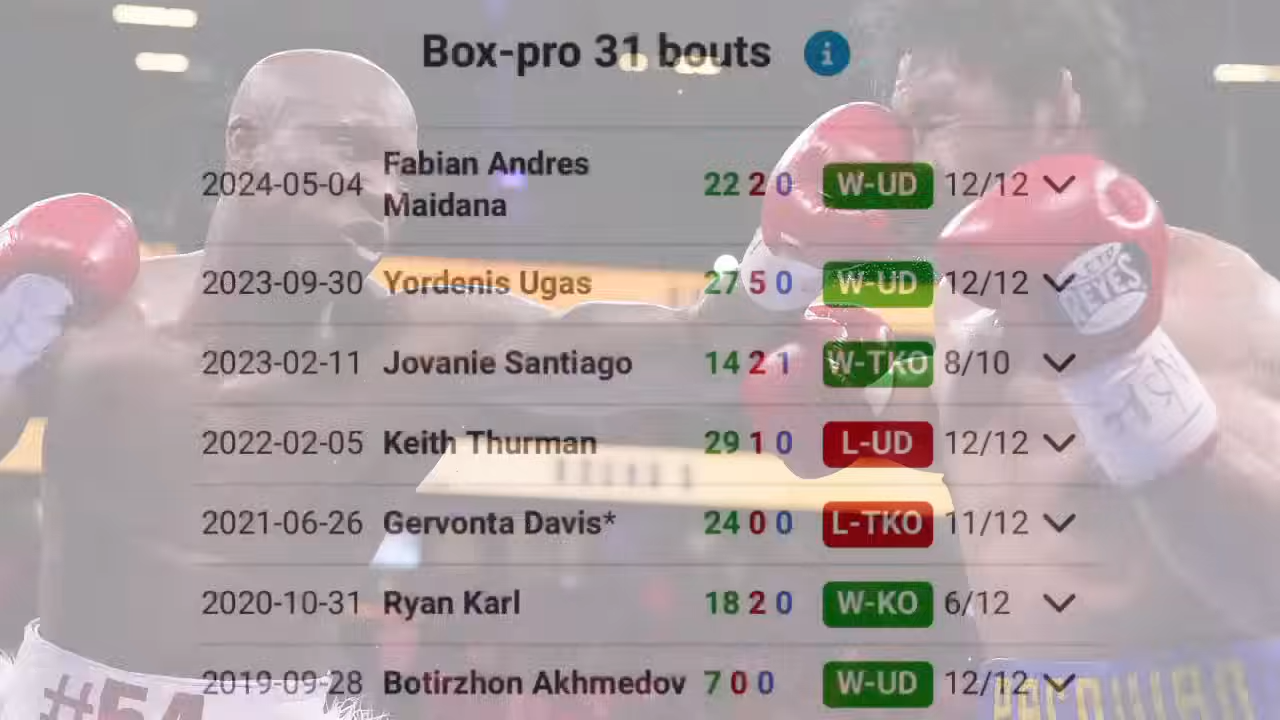 Box-pro 31 bouts i
2024-05-04 Fabian Andres Maidana 22 2 0 W-UD 12/12
2023-09-30 Yordenis Ugas 27 5 0 W-UD 12/12
2023-02-11 Jovanie Santiago 14 2 1 W-TKO 8/10
2022-02-05 Keith Thurman 29 1 0 L-UD 12/12
2021-06-26 Gervonta Davis* 24 0 0 L-TKO 11/12
2020-10-31 Ryan Karl 18 2 0 W-KO 6/12
2019-09-28 Botirzhon Akhmedov 7 0 0 W-UD 12/12
REYES
#54